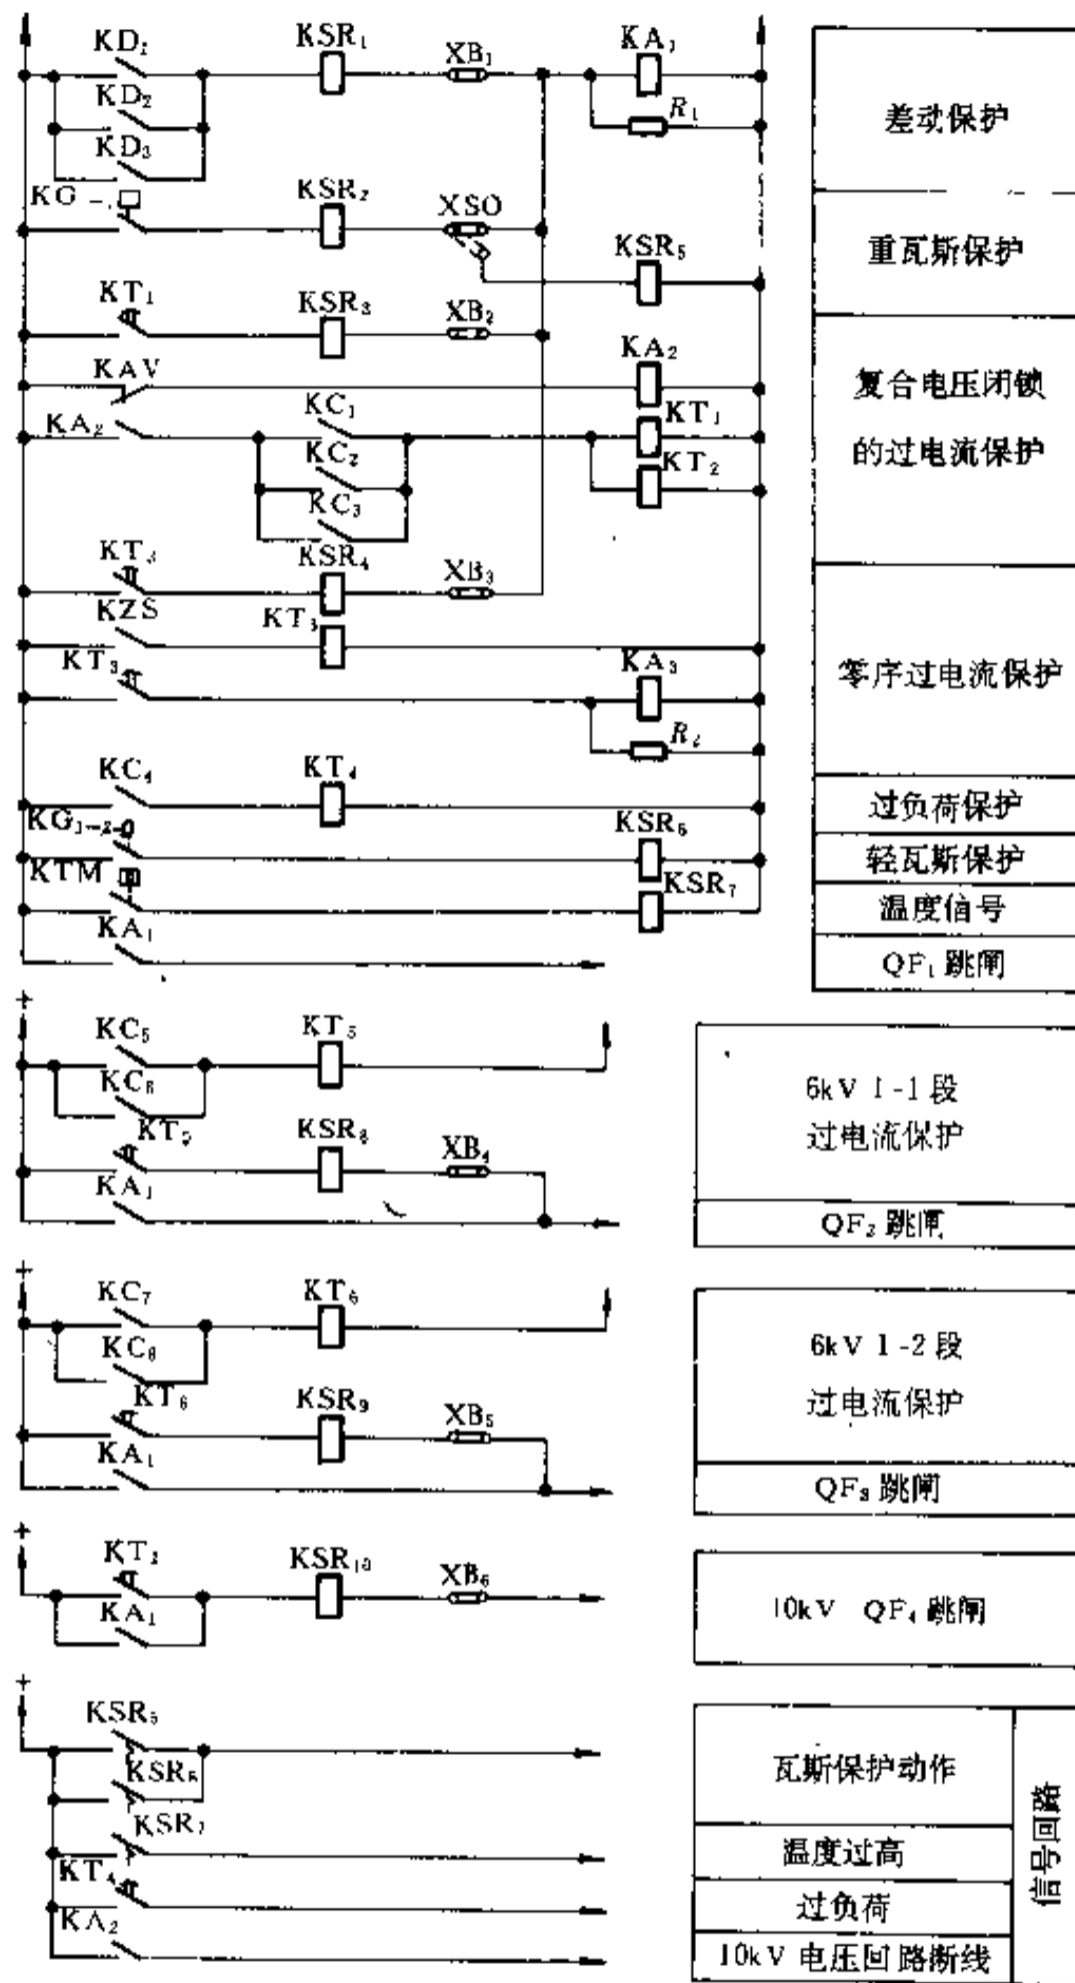 KD₁ KSR₁ XB₁ KA₁
KD₂ R₁
KD₃
差动保护
KG₋₁ KSR₂ XSO
KSR₅
重瓦斯保护
KT₁ KSR₃ XB₂
KAV KA₂
KA₂ KC₁ KT₁
KC₂ KT₂
KC₃
复合电压闭锁
的过电流保护
KT₃ KSR₄ XB₃
KZS KT₃
KT₃ KA₃
R₂
零序过电流保护
KC₄ KT₄
过负荷保护
KG₁₋₂ KSR₆
轻瓦斯保护
KTM KSR₇
温度信号
KA₁
QF₁ 跳闸
+
KC₅ KT₅
KC₆
KT₅ KSR₈ XB₄
KA₁
6kV 1-1 段
过电流保护
QF₂ 跳闸
+
KC₇ KT₆
KC₈
KT₆ KSR₉ XB₅
KA₁
6kV 1-2 段
过电流保护
QF₃ 跳闸
+
KT₂ KSR₁₀ XB₆
KA₁
10kV QF₄ 跳闸
+
KSR₅
KSR₆
瓦斯保护动作
KSR₇
温度过高
KT₄
过负荷
KA₂
10kV 电压回路断线
信号回路